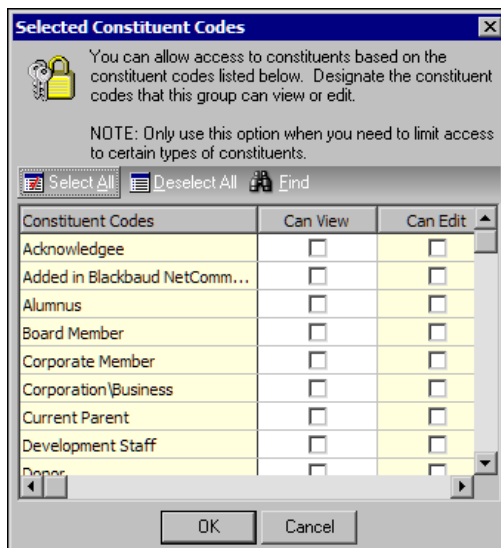 Selected Constituent Codes
You can allow access to constituents based on the
constituent codes listed below. Designate the constituent
codes that this group can view or edit.
NOTE: Only use this option when you need to limit access
to certain types of constituents.
Select All Deselect All Find
Constituent Codes Can View Can Edit
Acknowledgee
Added in Blackbaud NetComm...
Alumnus
Board Member
Corporate Member
Corporation\Business
Current Parent
Development Staff
Donor
OK Cancel